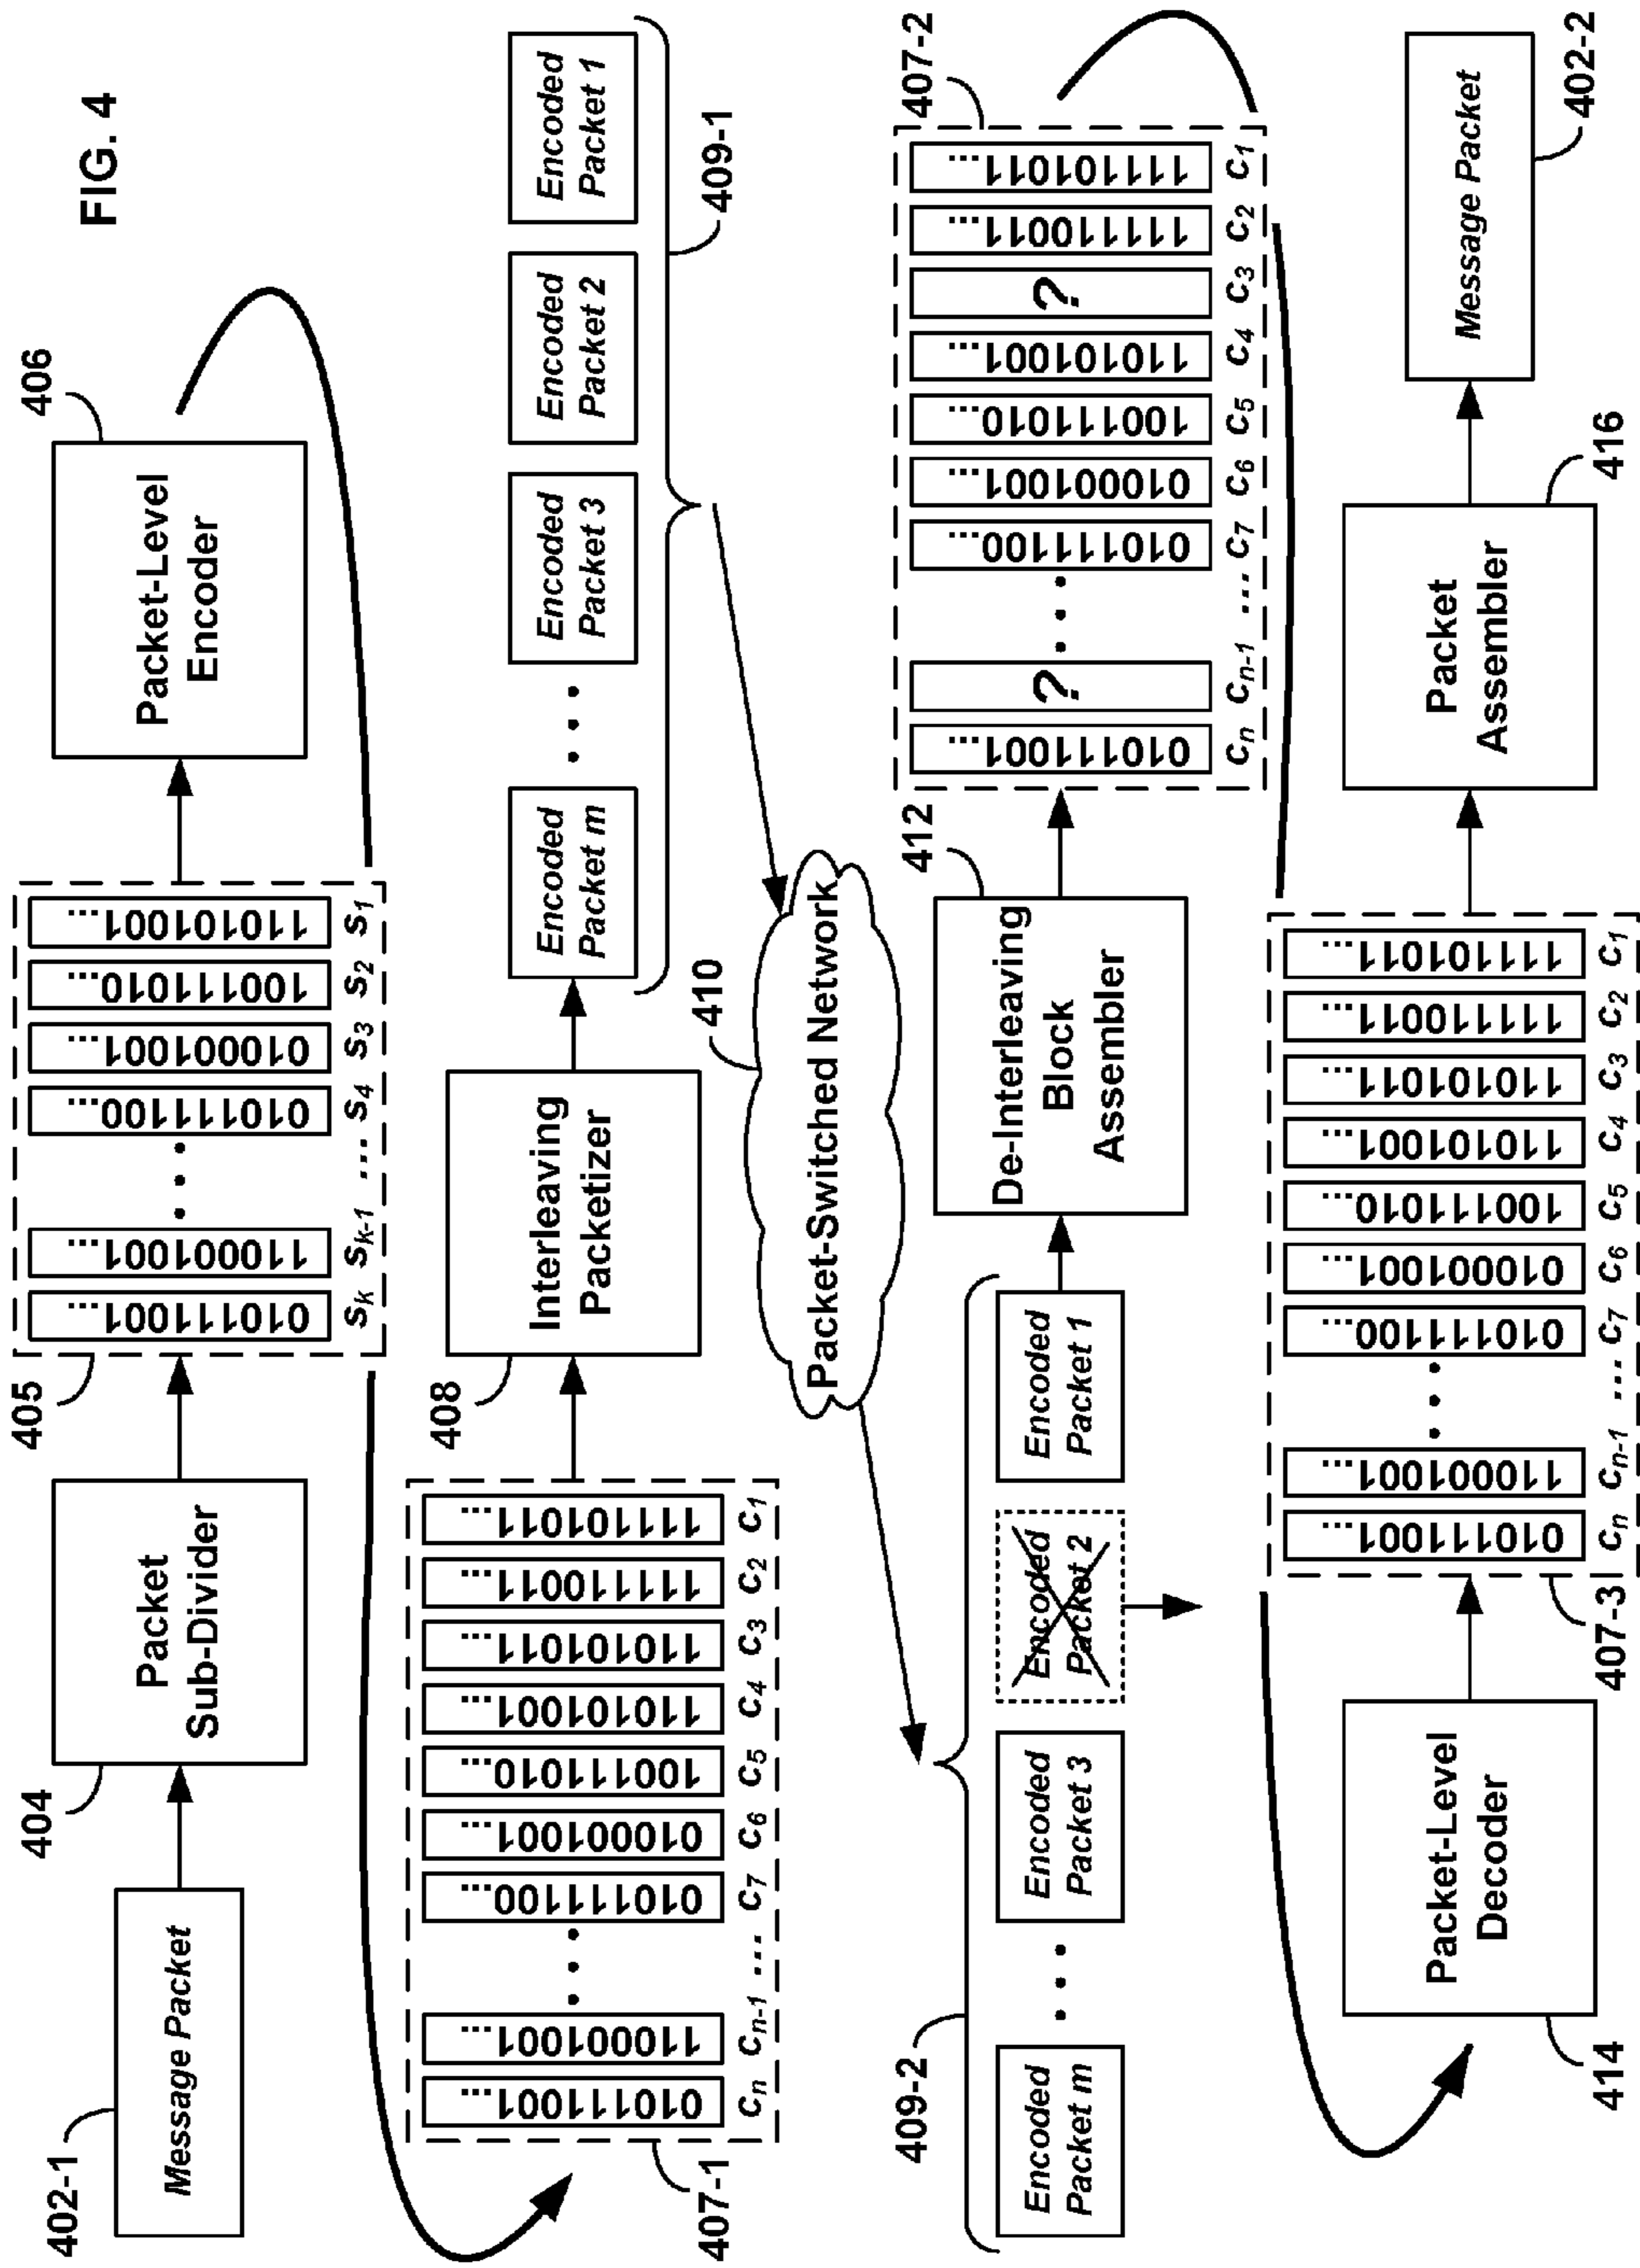 FIG. 4
402-1
Message Packet
404
Packet
Sub-Divider
405
010111001...
110001001...
. . .
010111100...
010001001...
100111010...
110101001...
sk sk-1 ... s4 s3 s2 s1
406
Packet-Level
Encoder
407-1
010111001...
110001001...
. . .
010111100...
010001001...
100111010...
110101001...
110101011...
111110011...
111101011...
Cn Cn-1 ... C7 C6 C5 C4 C3 C2 C1
408
Interleaving
Packetizer
Encoded
Packet m
. . .
Encoded
Packet 3
Encoded
Packet 2
Encoded
Packet 1
409-1
410
Packet-Switched Network
409-2
Encoded
Packet m
. . .
Encoded
Packet 3
Encoded
Packet 2
Encoded
Packet 1
412
De-Interleaving
Block
Assembler
407-2
010111001...
?
. . .
010111100...
010001001...
100111010...
110101001...
?
111110011...
111101011...
Cn Cn-1 ... C7 C6 C5 C4 C3 C2 C1
414
Packet-Level
Decoder
407-3
010111001...
110001001...
. . .
010111100...
010001001...
100111010...
110101001...
110101011...
111110011...
111101011...
Cn Cn-1 ... C7 C6 C5 C4 C3 C2 C1
416
Packet
Assembler
Message Packet
402-2